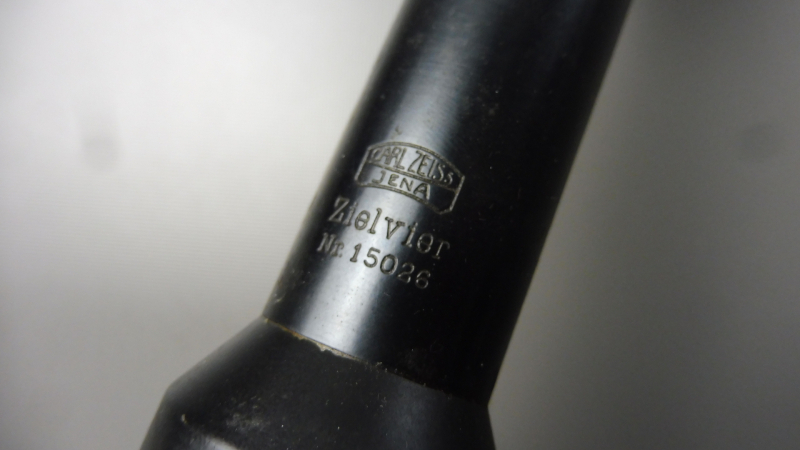 CARL ZEISS
JENA
Zielvier
Nr. 15026